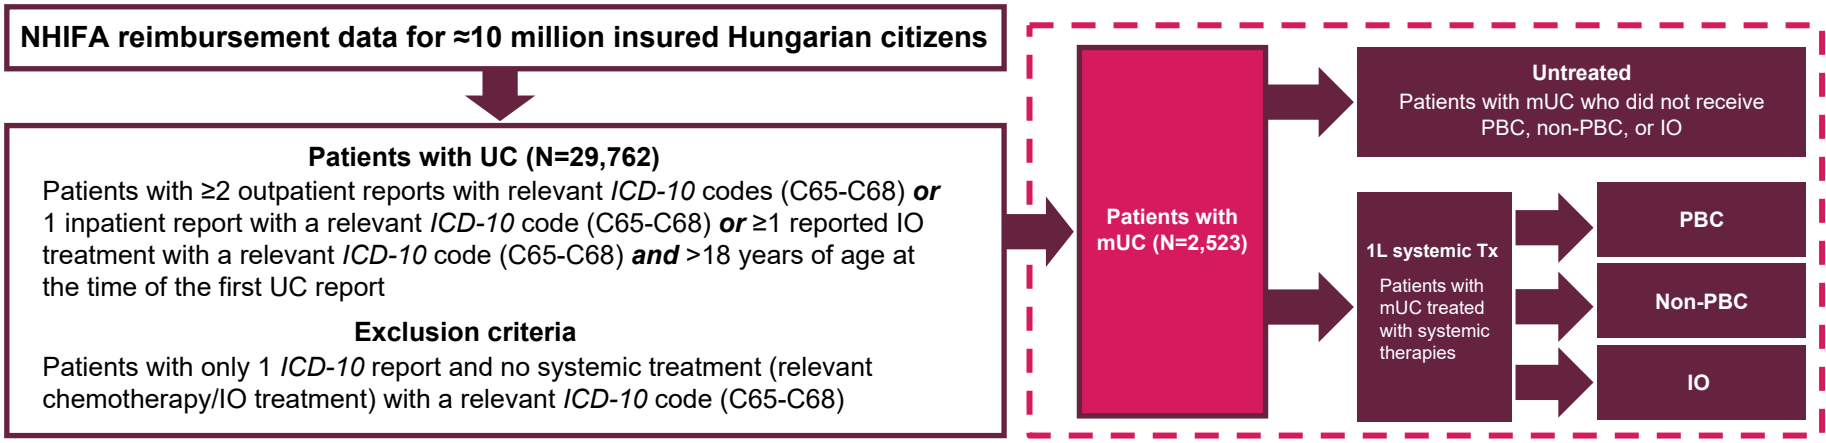 NHIFA reimbursement data for ≈10 million insured Hungarian citizens
Patients with UC (N=29,762)
Patients with ≥2 outpatient reports with relevant ICD-10 codes (C65-C68) or
1 inpatient report with a relevant ICD-10 code (C65-C68) or ≥1 reported IO
treatment with a relevant ICD-10 code (C65-C68) and >18 years of age at
the time of the first UC report
Exclusion criteria
Patients with only 1 ICD-10 report and no systemic treatment (relevant
chemotherapy/IO treatment) with a relevant ICD-10 code (C65-C68)
Patients with
mUC (N=2,523)
Untreated
Patients with mUC who did not receive
PBC, non-PBC, or IO
1L systemic Tx
Patients with
mUC treated
with systemic
therapies
PBC
Non-PBC
IO